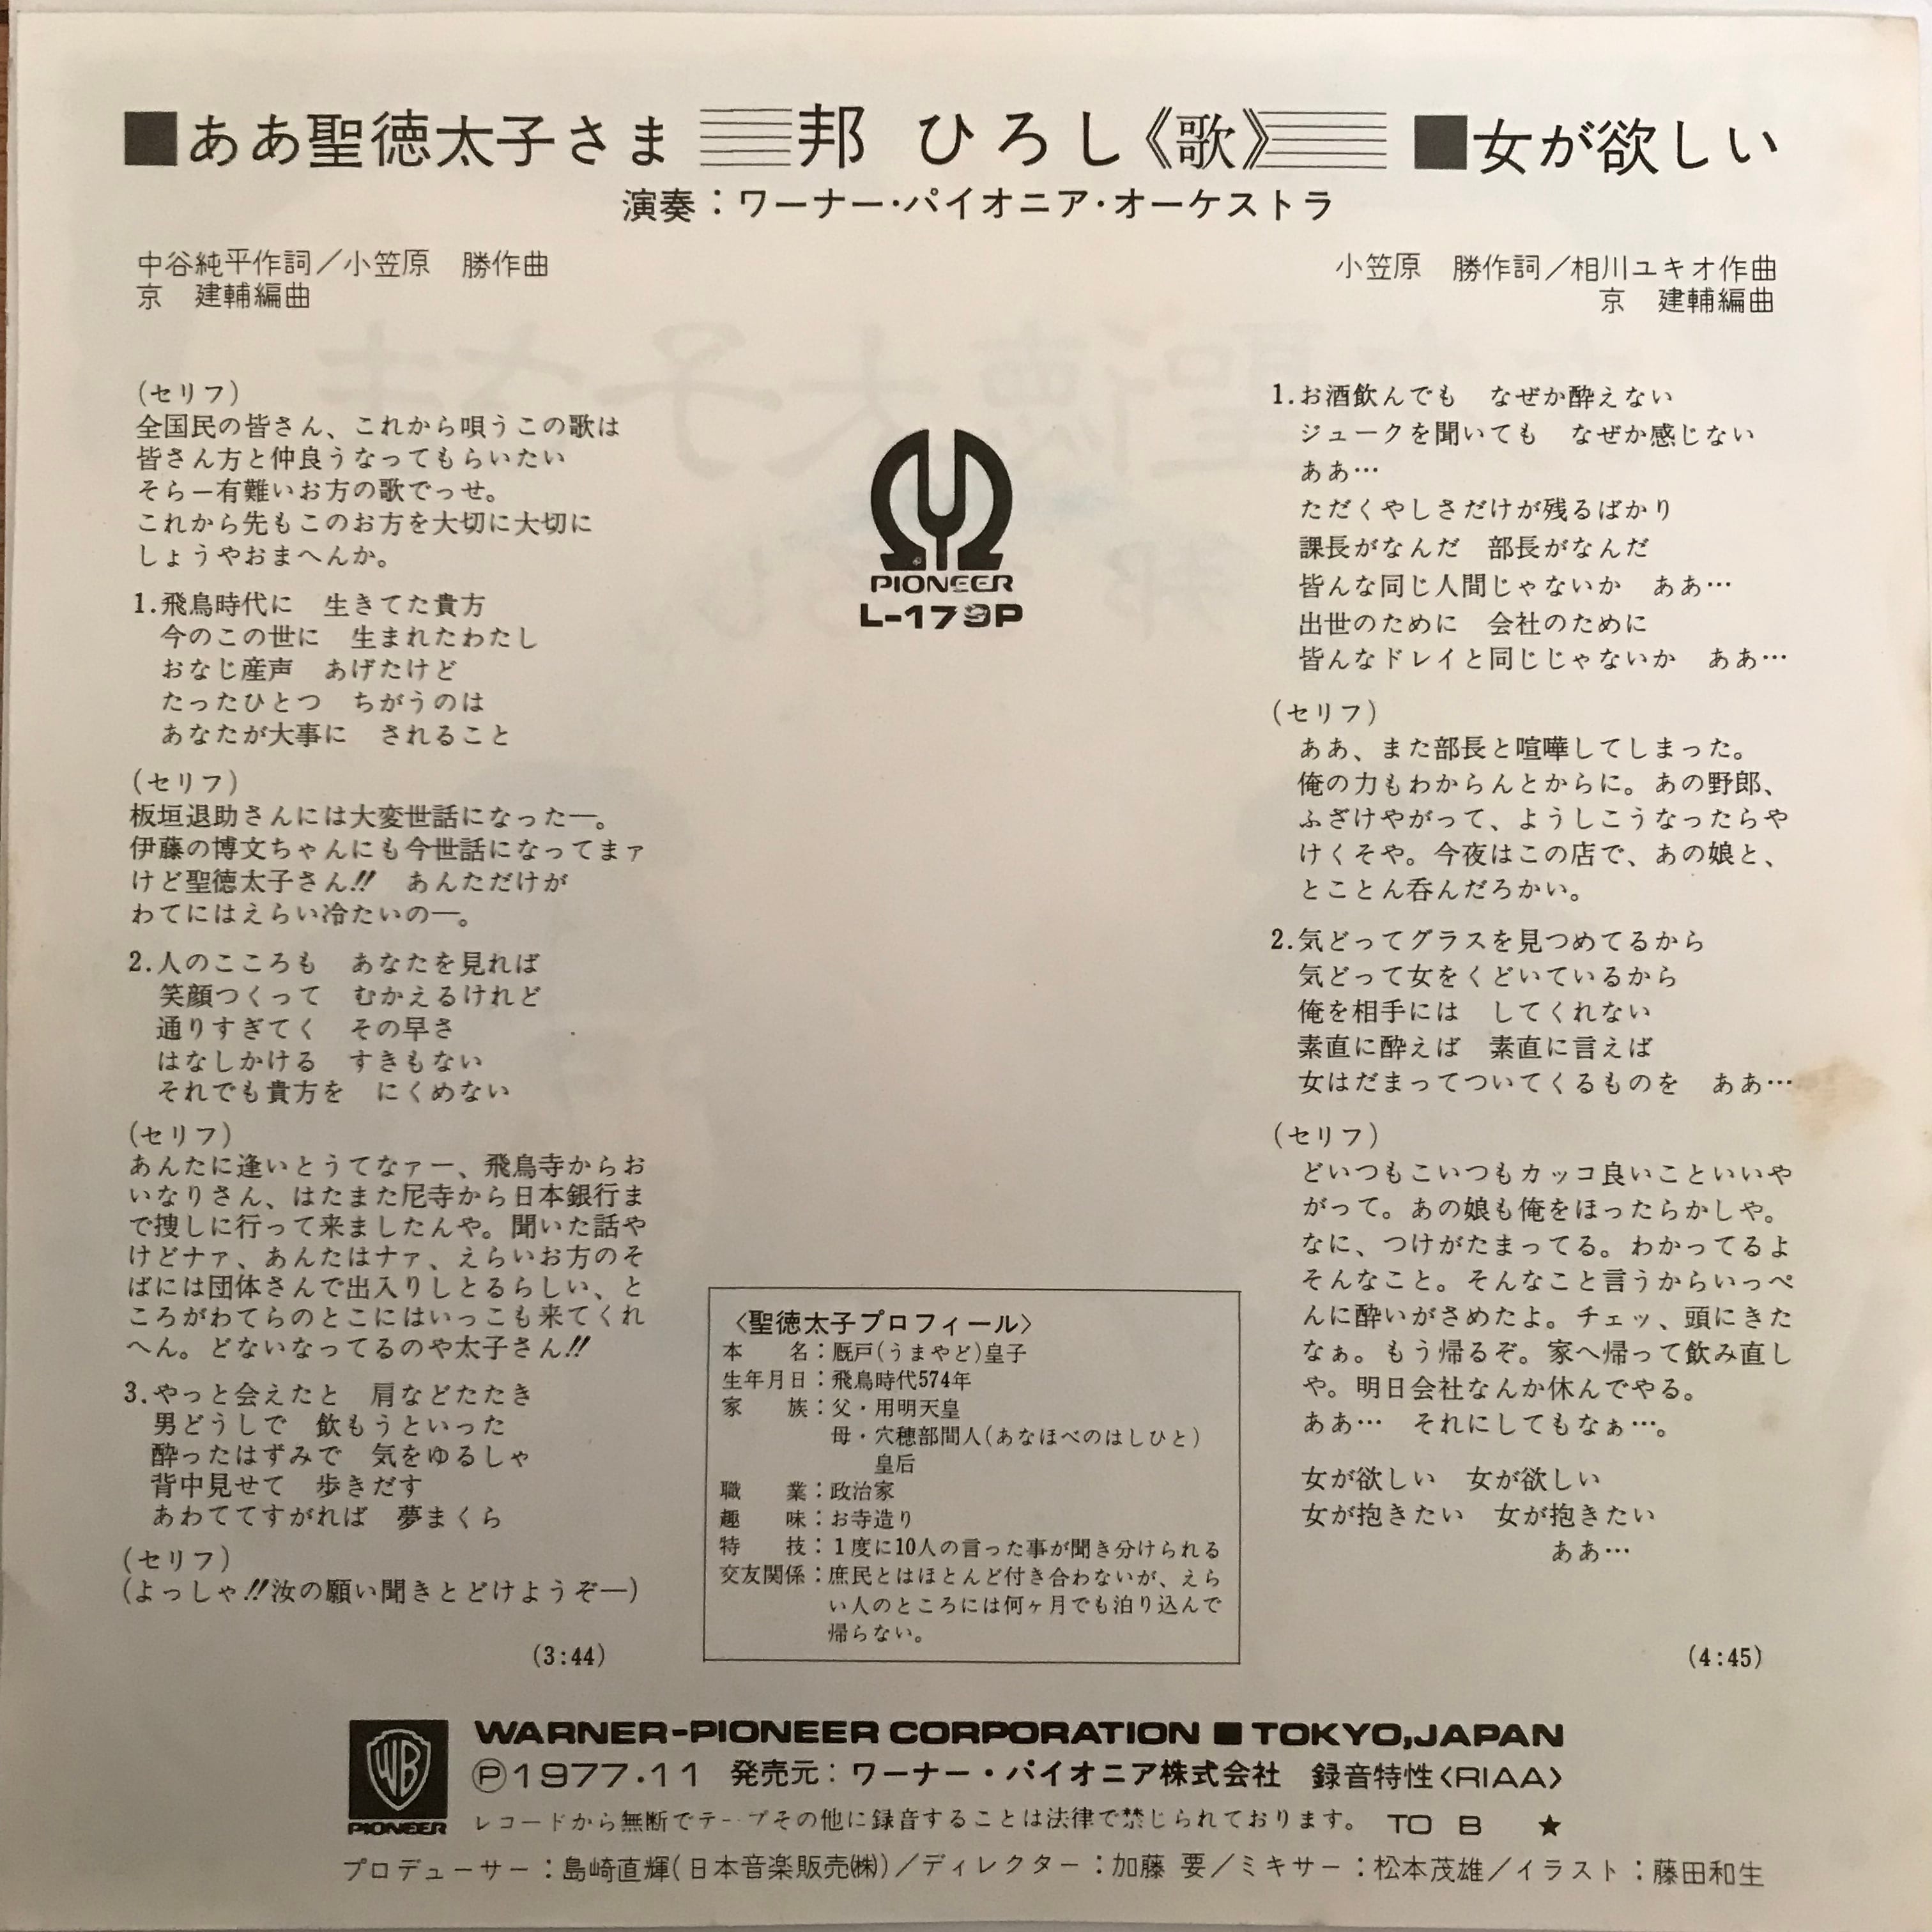 ■ああ聖徳太子さま 邦 ひろし《歌》 ■女が欲しい
演奏：ワーナー・パイオニア・オーケストラ
中谷純平作詞／小笠原　勝作曲
京　建輔編曲
(セリフ)
全国民の皆さん、これから唄うこの歌は
皆さん方と仲良うなってもらいたい
そらー有難いお方の歌でっせ。
これから先もこのお方を大切に大切に
しょうやおまへんか。
1.飛鳥時代に　生きてた貴方
今のこの世に　生まれたわたし
おなじ産声　あげたけど
たったひとつ　ちがうのは
あなたが大事に　されること
(セリフ)
板垣退助さんには大変世話になったー。
伊藤の博文ちゃんにも今世話になってまァ
けど聖徳太子さん!!　あんただけが
わてにはえらい冷たいのー。
2.人のこころも　あなたを見れば
笑顔つくって　むかえるけれど
通りすぎてく　その早さ
はなしかける　すきもない
それでも貴方を　にくめない
(セリフ)
あんたに逢いとうてなァー、飛鳥寺からお
いなりさん、はたまた尼寺から日本銀行ま
で捜しに行って来ましたんや。聞いた話や
けどナァ、あんたはナァ、えらいお方のそ
ばには団体さんで出入りしとるらしい、と
ころがわてらのとこにはいっこも来てくれ
へん。どないなってるのや太子さん!!
3.やっと会えたと　肩などたたき
男どうしで　飲もうといった
酔ったはずみで　気をゆるしゃ
背中見せて　歩きだす
あわててすがれば　夢まくら
(セリフ)
(よっしゃ!!汝の願い聞きとどけようぞー)
(3:44)
PIONEER
L-179P
〈聖徳太子プロフィール〉
本　　名：厩戸(うまやど)皇子
生年月日：飛鳥時代574年
家　　族：父・用明天皇
母・穴穂部間人(あなほべのはしひと)
皇后
職　　業：政治家
趣　　味：お寺造り
特　　技：1度に10人の言った事が聞き分けられる
交友関係：庶民とはほとんど付き合わないが、えら
い人のところには何ヶ月でも泊り込んで
帰らない。
小笠原　勝作詞／相川ユキオ作曲
京　建輔編曲
1.お酒飲んでも　なぜか酔えない
ジュークを聞いても　なぜか感じない
ああ…
ただくやしさだけが残るばかり
課長がなんだ　部長がなんだ
皆んな同じ人間じゃないか　ああ…
出世のために　会社のために
皆んなドレイと同じじゃないか　ああ…
(セリフ)
ああ、また部長と喧嘩してしまった。
俺の力もわからんとからに。あの野郎、
ふざけやがって、ようしこうなったらや
けくそや。今夜はこの店で、あの娘と、
とことん呑んだろかい。
2.気どってグラスを見つめてるから
気どって女をくどいているから
俺を相手には　してくれない
素直に酔えば　素直に言えば
女はだまってついてくるものを　ああ…
(セリフ)
どいつもこいつもカッコ良いこといいや
がって。あの娘も俺をほったらかしや。
なに、つけがたまってる。わかってるよ
そんなこと。そんなこと言うからいっぺ
んに酔いがさめたよ。チェッ、頭にきた
なぁ。もう帰るぞ。家へ帰って飲み直し
や。明日会社なんか休んでやる。
ああ…　それにしてもなぁ…。
女が欲しい　女が欲しい
女が抱きたい　女が抱きたい
ああ…
(4:45)
WB
PIONEER
WARNER-PIONEER CORPORATION ■ TOKYO,JAPAN
Ⓟ1977・11　発売元：ワーナー・パイオニア株式会社　録音特性〈RIAA〉
レコードから無断でテープその他に録音することは法律で禁じられております。 TO B ★
プロデューサー：島崎直輝(日本音楽販売㈱)／ディレクター：加藤 要／ミキサー：松本茂雄／イラスト：藤田和生